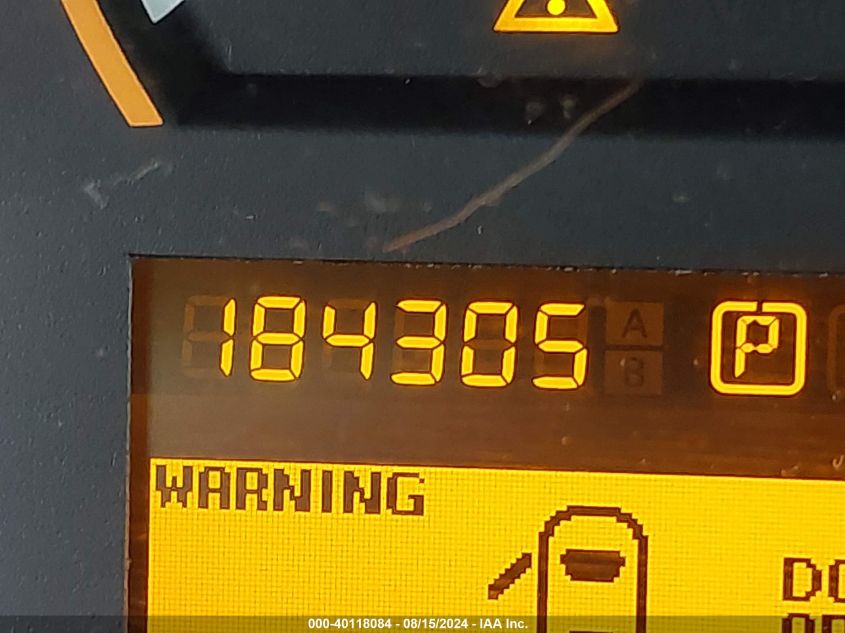 184305 A P
B
WARNING
000-40118084 - 08/15/2024 - IAA Inc.